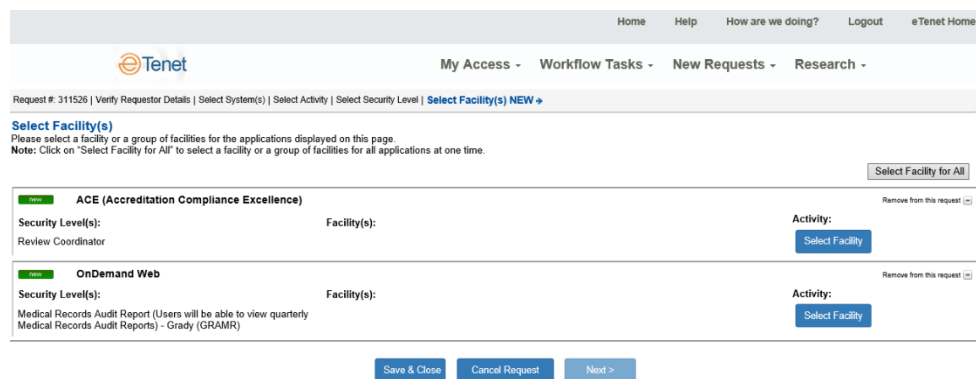 Home Help How are we doing? Logout eTenet Home
eTenet My Access Workflow Tasks New Requests Research
Request #: 311526 | Verify Requestor Details | Select System(s) | Select Activity | Select Security Level | Select Facility(s) NEW →
Select Facility(s)
Please select a facility or a group of facilities for the applications displayed on this page.
Note: Click on "Select Facility for All" to select a facility or a group of facilities for all applications at one time.
Select Facility for All
new ACE (Accreditation Compliance Excellence) Remove from this request
Security Level(s): Facility(s): Activity:
Review Coordinator Select Facility
new OnDemand Web Remove from this request
Security Level(s): Facility(s): Activity:
Medical Records Audit Report (Users will be able to view quarterly Select Facility
Medical Records Audit Reports) - Grady (GRAMR)
Save & Close Cancel Request Next >